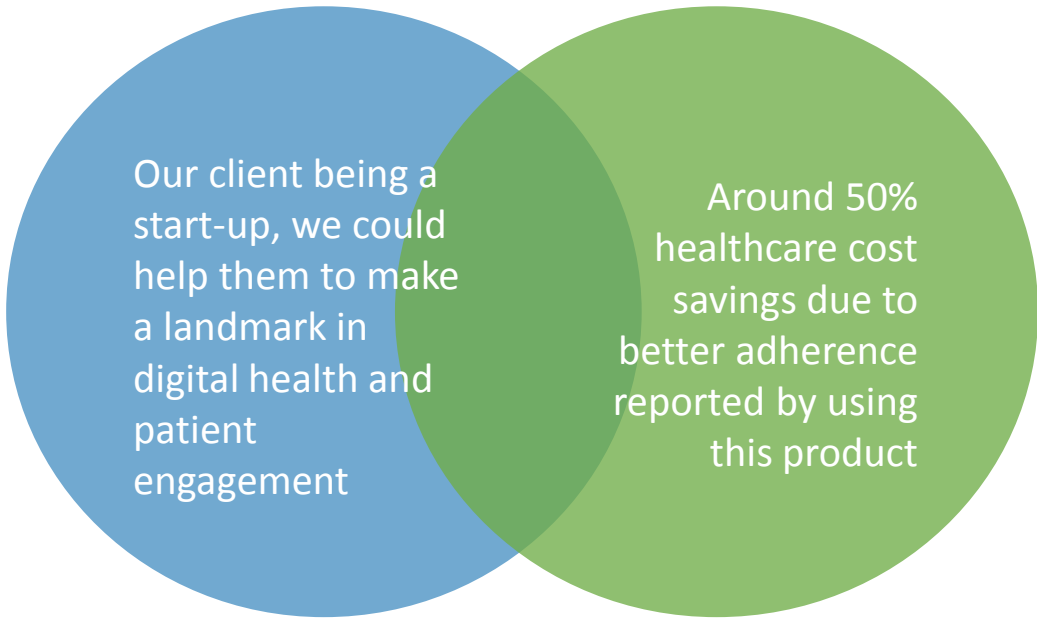 Our client being a
start-up, we could
help them to make
a landmark in
digital health and
patient
engagement
Around 50%
healthcare cost
savings due to
better adherence
reported by using
this product